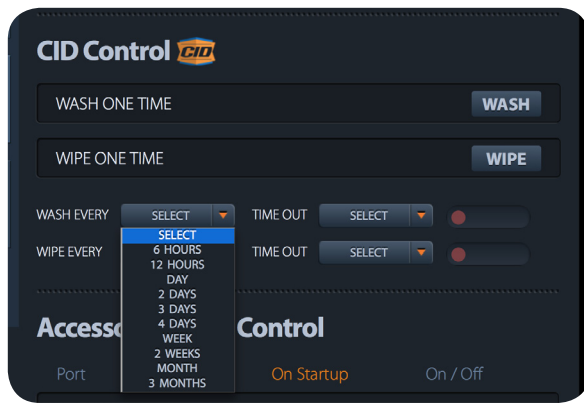 CID Control CID
WASH ONE TIME WASH
WIPE ONE TIME WIPE
WASH EVERY SELECT TIME OUT SELECT
SELECT
6 HOURS
WIPE EVERY TIME OUT SELECT
12 HOURS
DAY
2 DAYS
3 DAYS
4 DAYS
WEEK
2 WEEKS
MONTH
3 MONTHS
Control
Port On Startup On / Off